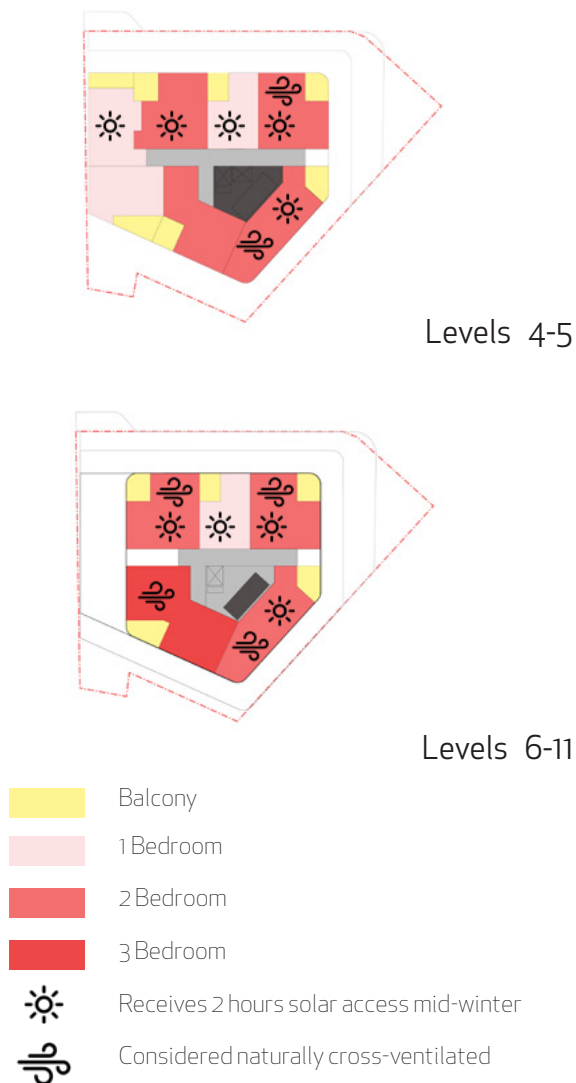 Levels 4-5
Levels 6-11
Balcony
1 Bedroom
2 Bedroom
3 Bedroom
Receives 2 hours solar access mid-winter
Considered naturally cross-ventilated